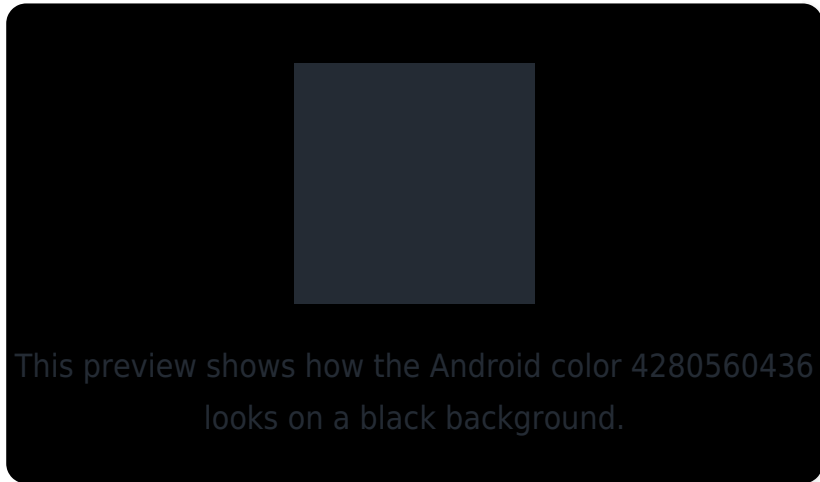 This preview shows how the Android color 4280560436
looks on a black background.